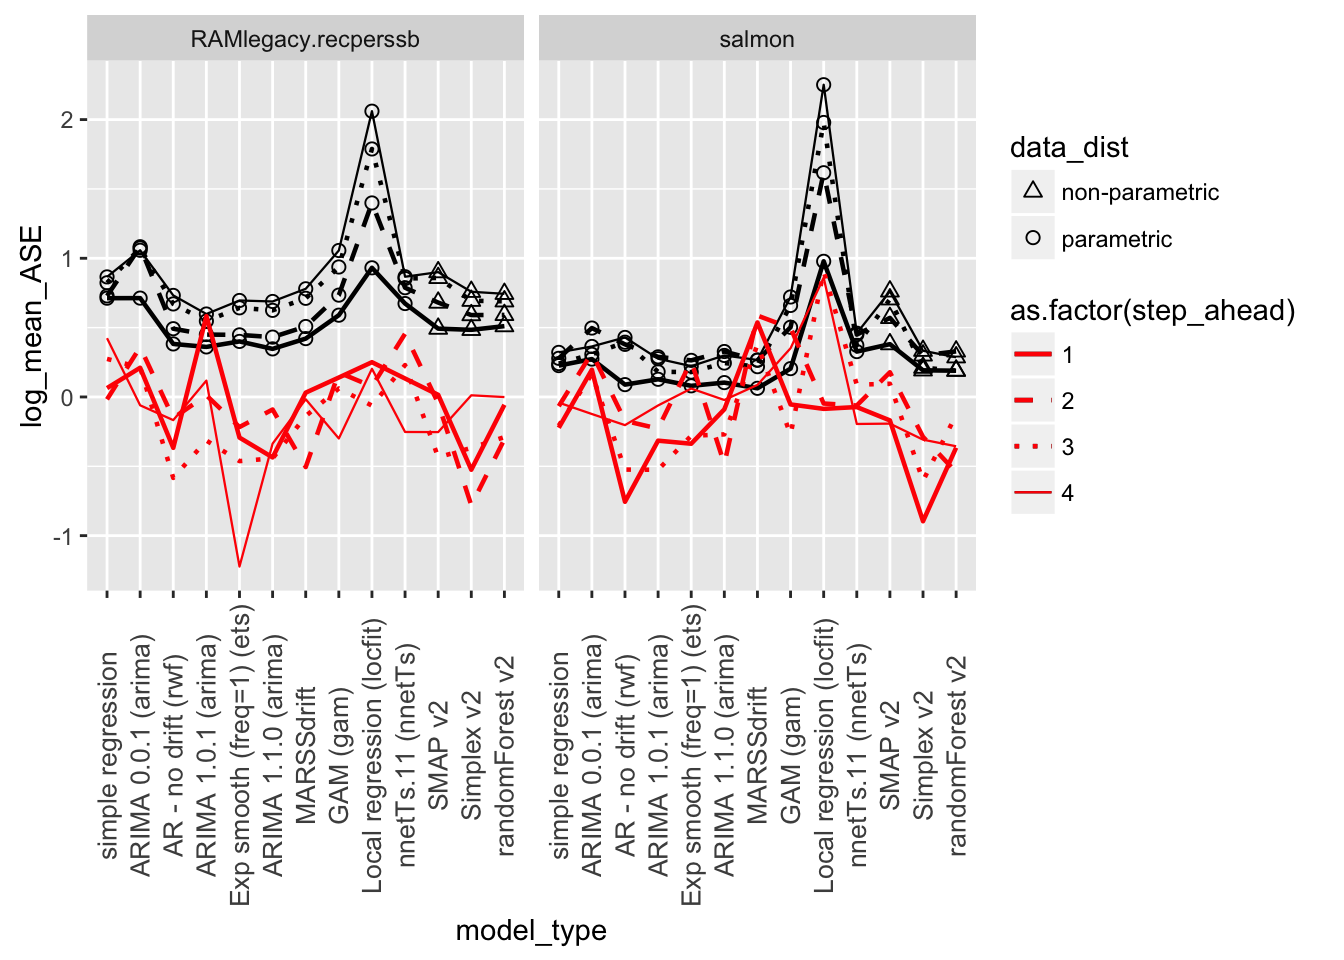 RAMlegacy.recperssb
salmon
log_mean_ASE
2
1
0
-1
simple regression
ARIMA 0.0.1 (arima)
AR - no drift (rwf)
ARIMA 1.0.1 (arima)
Exp smooth (freq=1) (ets)
ARIMA 1.1.0 (arima)
MARSSdrift
GAM (gam)
Local regression (locfit)
nnetTs.11 (nnetTs)
SMAP v2
Simplex v2
randomForest v2
simple regression
ARIMA 0.0.1 (arima)
AR - no drift (rwf)
ARIMA 1.0.1 (arima)
Exp smooth (freq=1) (ets)
ARIMA 1.1.0 (arima)
MARSSdrift
GAM (gam)
Local regression (locfit)
nnetTs.11 (nnetTs)
SMAP v2
Simplex v2
randomForest v2
model_type
data_dist
non-parametric
parametric
as.factor(step_ahead)
1
2
3
4